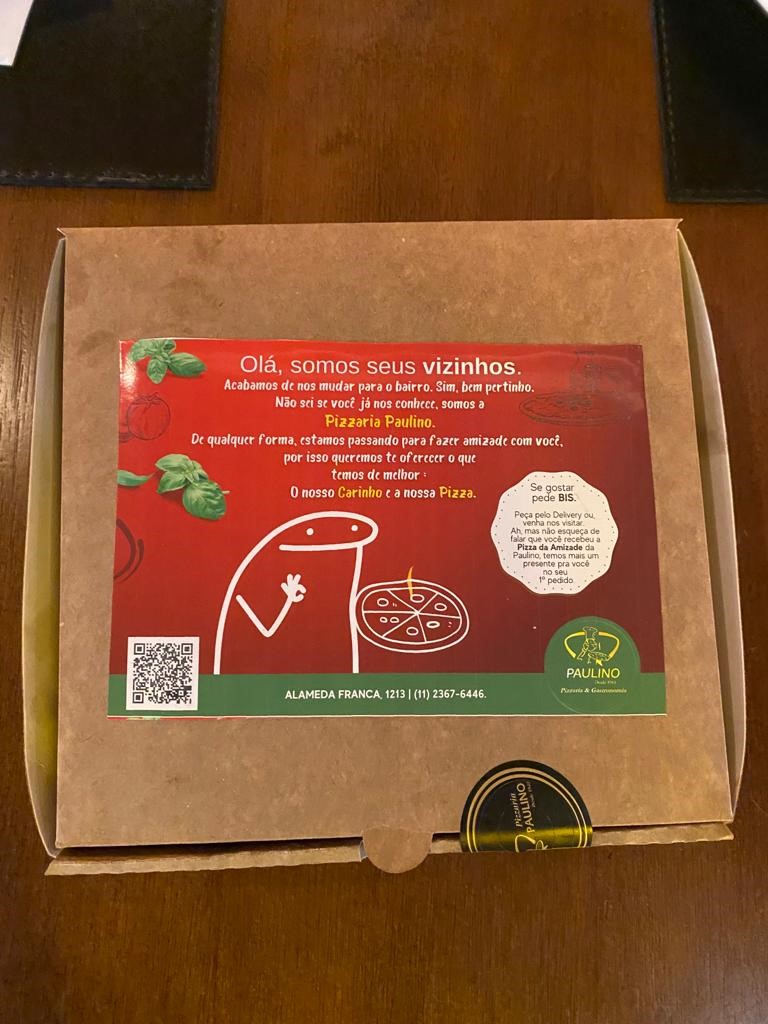 Olá, somos seus vizinhos.
Acabamos de nos mudar para o bairro. Sim, bem pertinho.
Não sei se você já nos conhece, somos a
Pizzaria Paulino.
De qualquer forma, estamos passando para fazer amizade com você,
por isso queremos te oferecer o que
temos de melhor :
O nosso Carinho e a nossa Pizza.
Se gostar
pede BIS.
Peça pelo Delivery ou,
venha nos visitar.
Ah, mas não esqueça de
falar que você recebeu a
Pizza da Amizade da
Paulino, temos mais um
presente pra você
no seu
1º pedido.
PAULINO
Pizzaria & Gastronomia
ALAMEDA FRANCA, 1213 | (11) 2367-6446.
Pizzaria
PAULINO